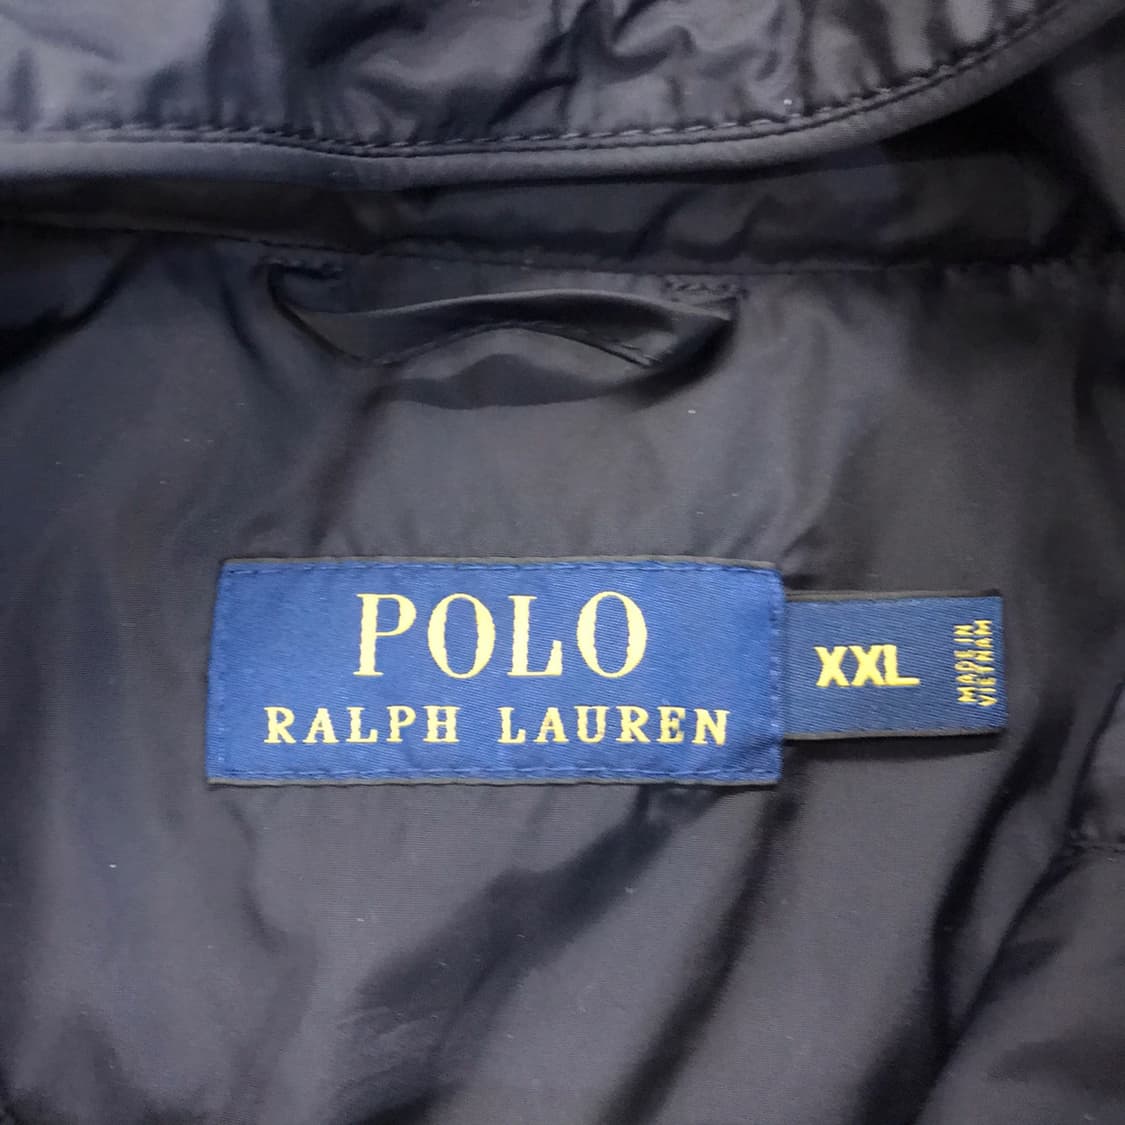 POLO
RALPH LAUREN
XXL
MADE IN
VIETNAM